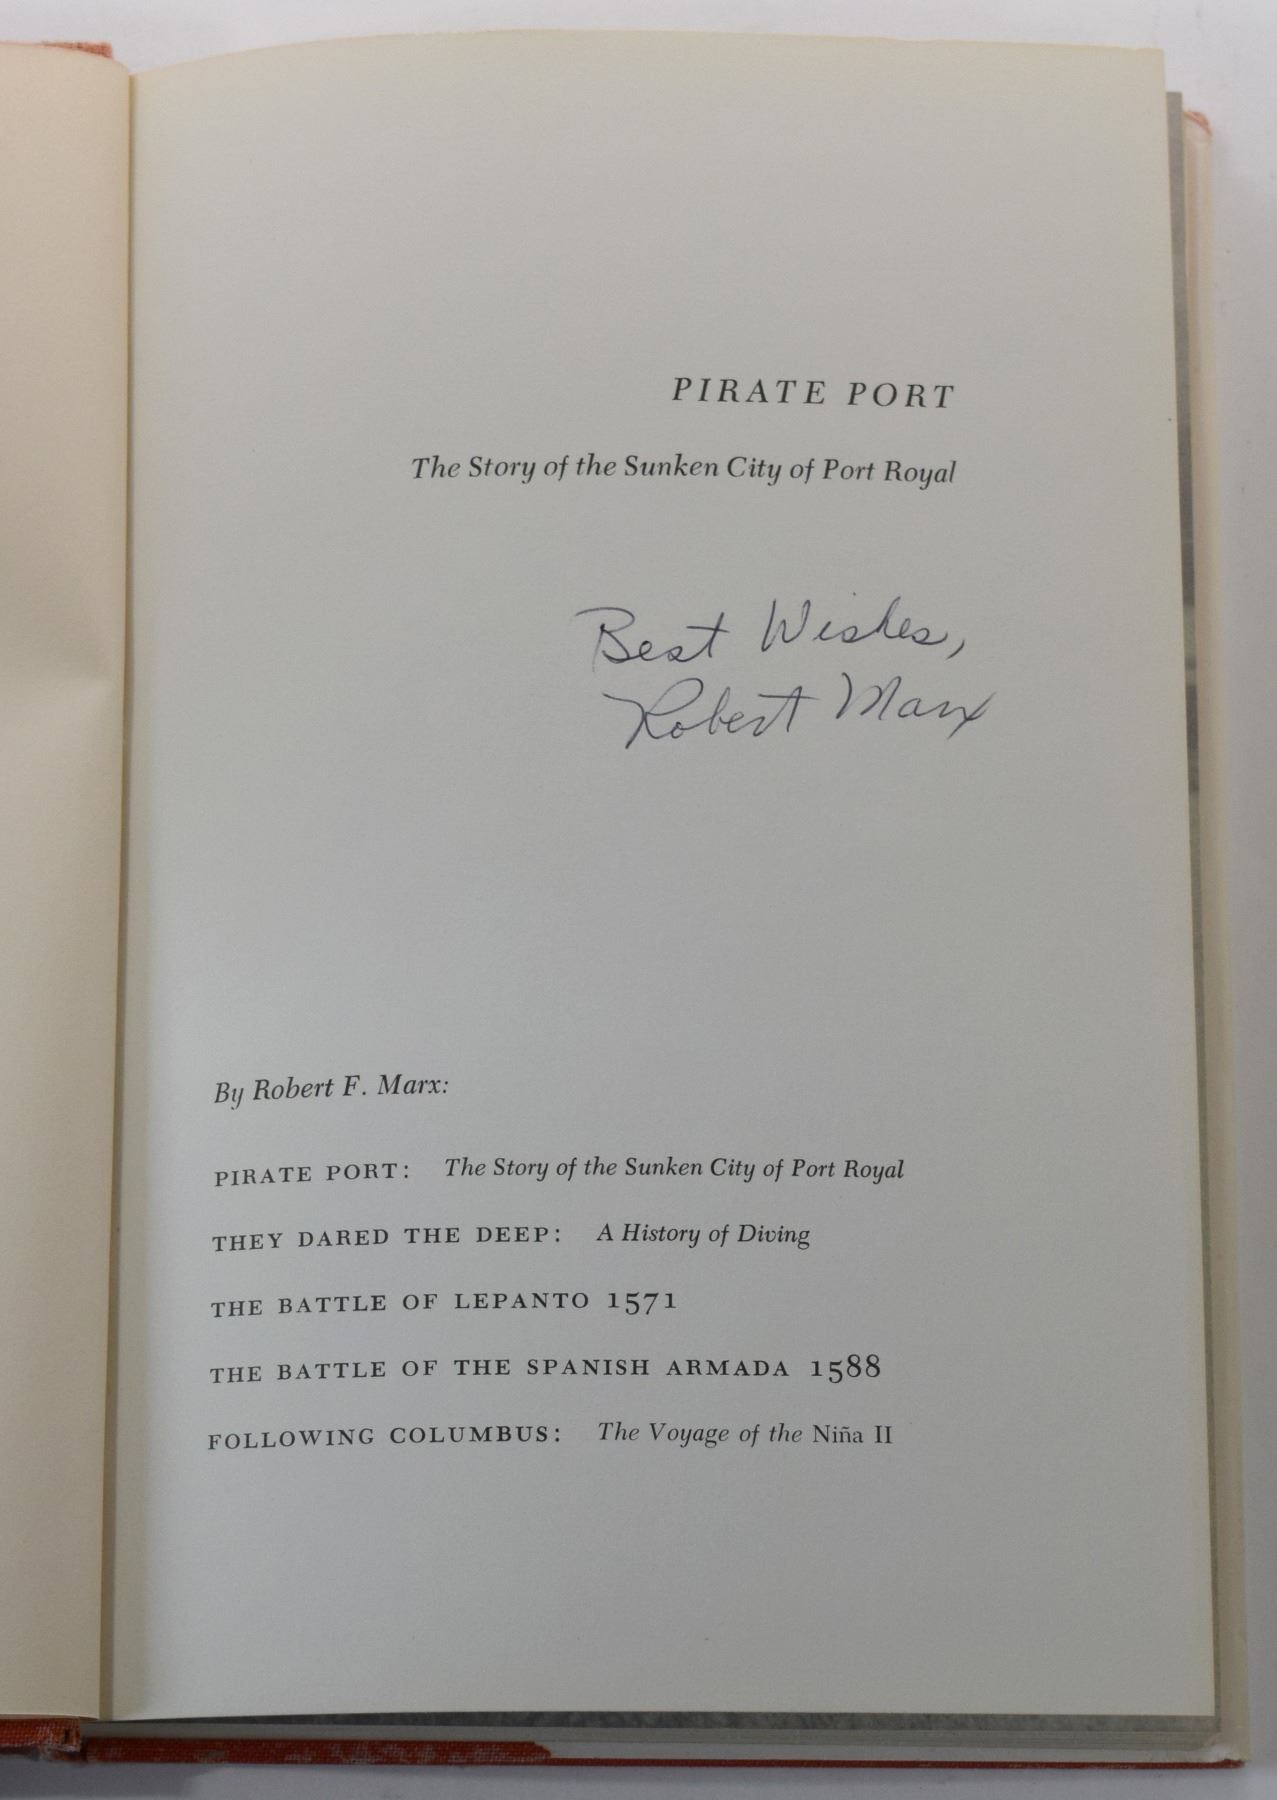 PIRATE PORT
The Story of the Sunken City of Port Royal
Best Wishes,
Robert Marx
By Robert F. Marx:
PIRATE PORT: The Story of the Sunken City of Port Royal
THEY DARED THE DEEP: A History of Diving
THE BATTLE OF LEPANTO 1571
THE BATTLE OF THE SPANISH ARMADA 1588
FOLLOWING COLUMBUS: The Voyage of the Niña II